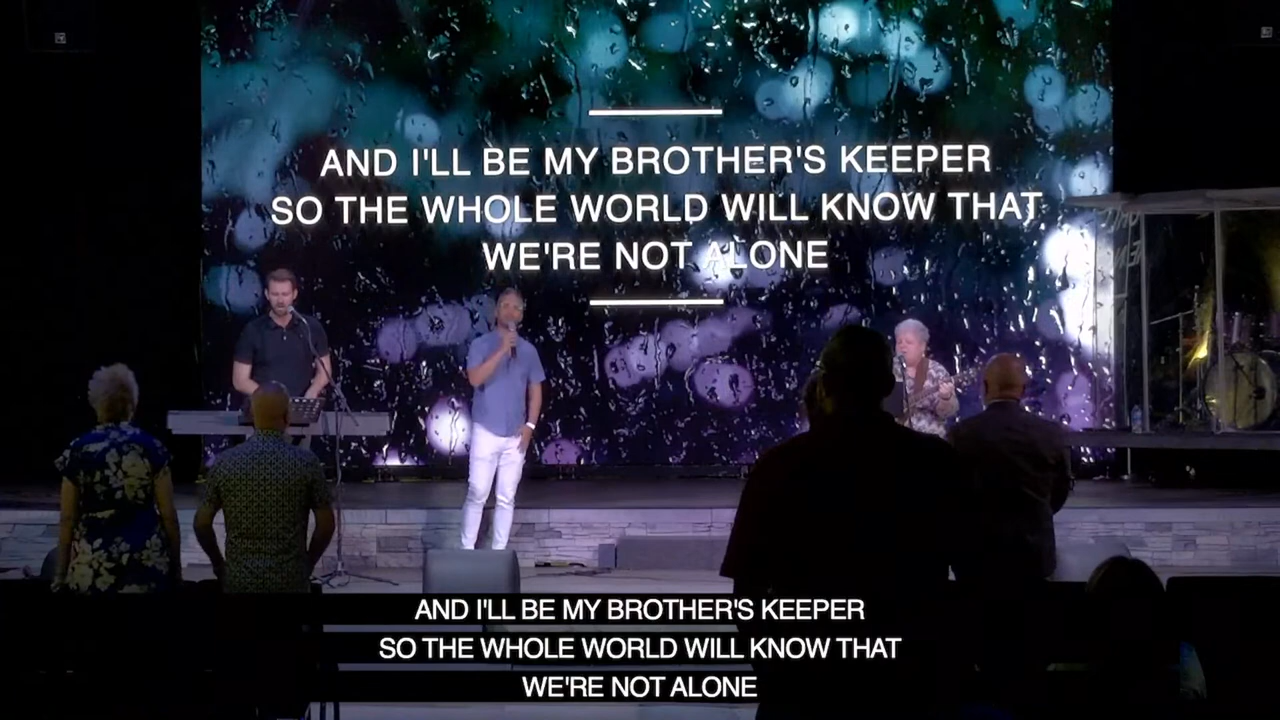 AND I'LL BE MY BROTHER'S KEEPER
SO THE WHOLE WORLD WILL KNOW THAT
WE'RE NOT ALONE
AND I'LL BE MY BROTHER'S KEEPER
SO THE WHOLE WORLD WILL KNOW THAT
WE'RE NOT ALONE